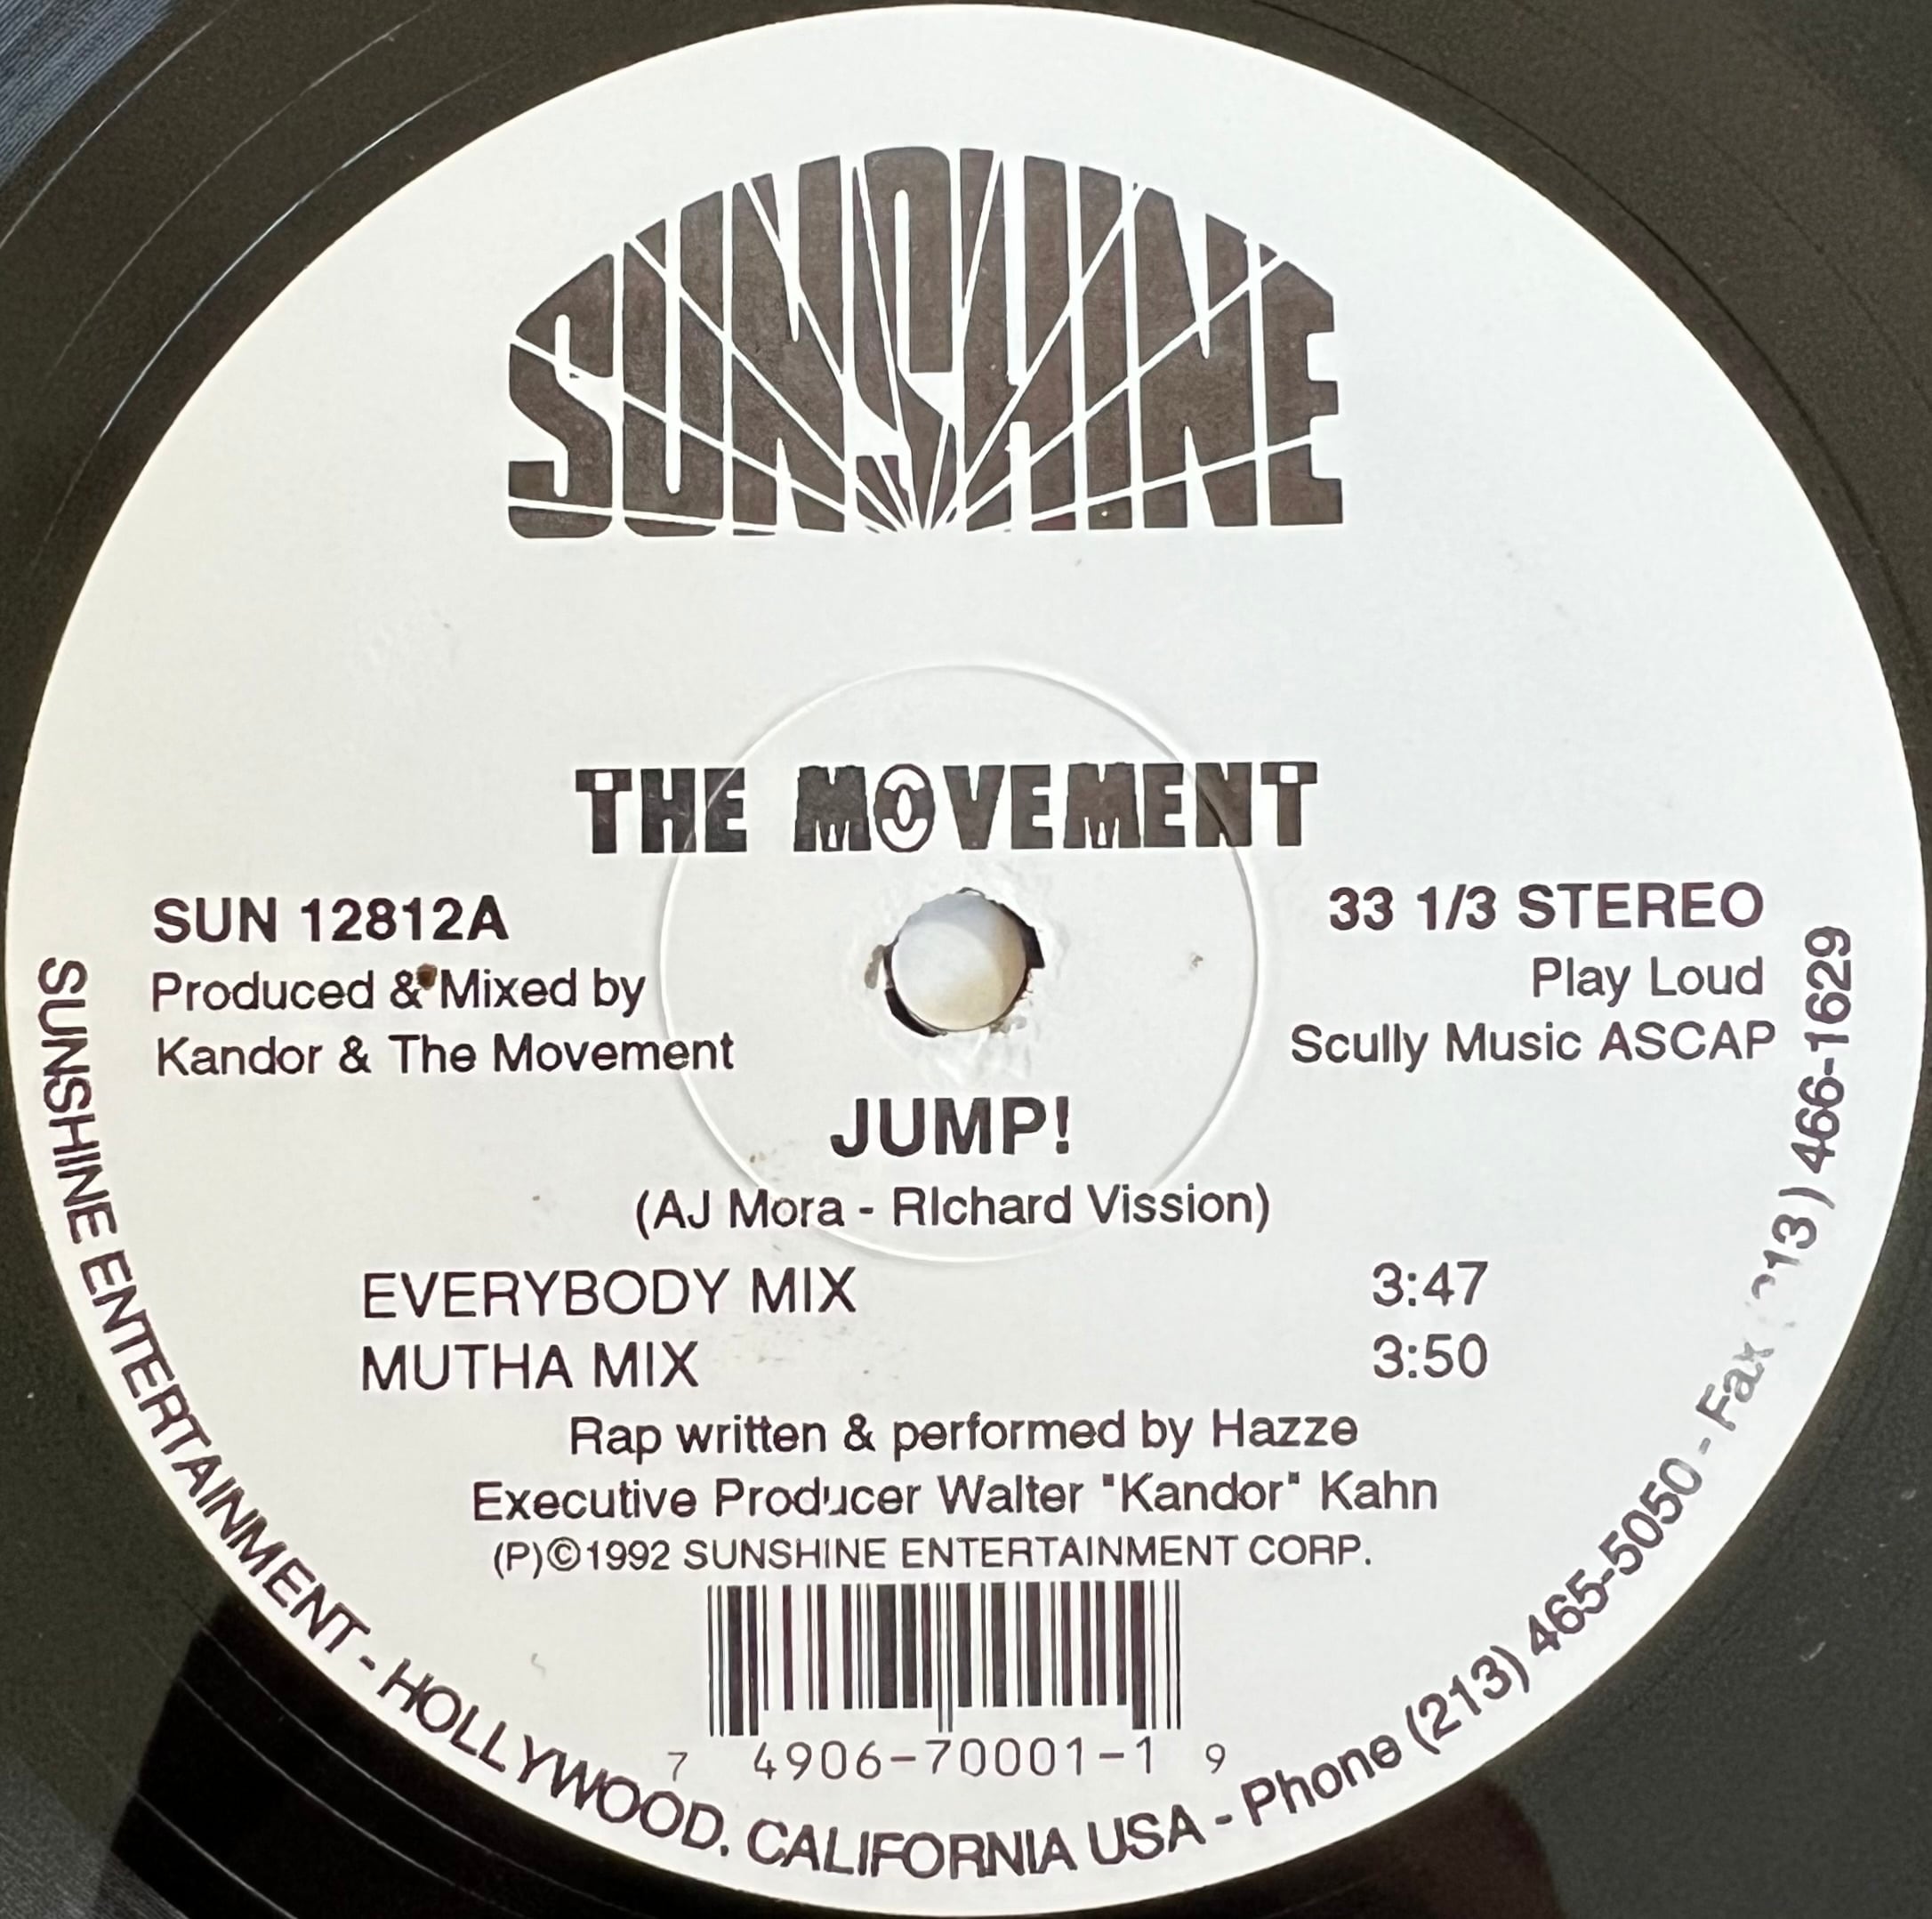 SUNSHINE
THE MOVEMENT
SUN 12812A
Produced & Mixed by
Kandor & The Movement
33 1/3 STEREO
Play Loud
Scully Music ASCAP
JUMP!
(AJ Mora - RIchard Vission)
EVERYBODY MIX 3:47
MUTHA MIX 3:50
Rap written & performed by Hazze
Executive Producer Walter "Kandor" Kahn
(P)©1992 SUNSHINE ENTERTAINMENT CORP.
7 4906-70001-1 9
SUNSHINE ENTERTAINMENT - HOLLYWOOD. CALIFORNIA USA - Phone (213) 465-5050 - Fax (213) 466-1629